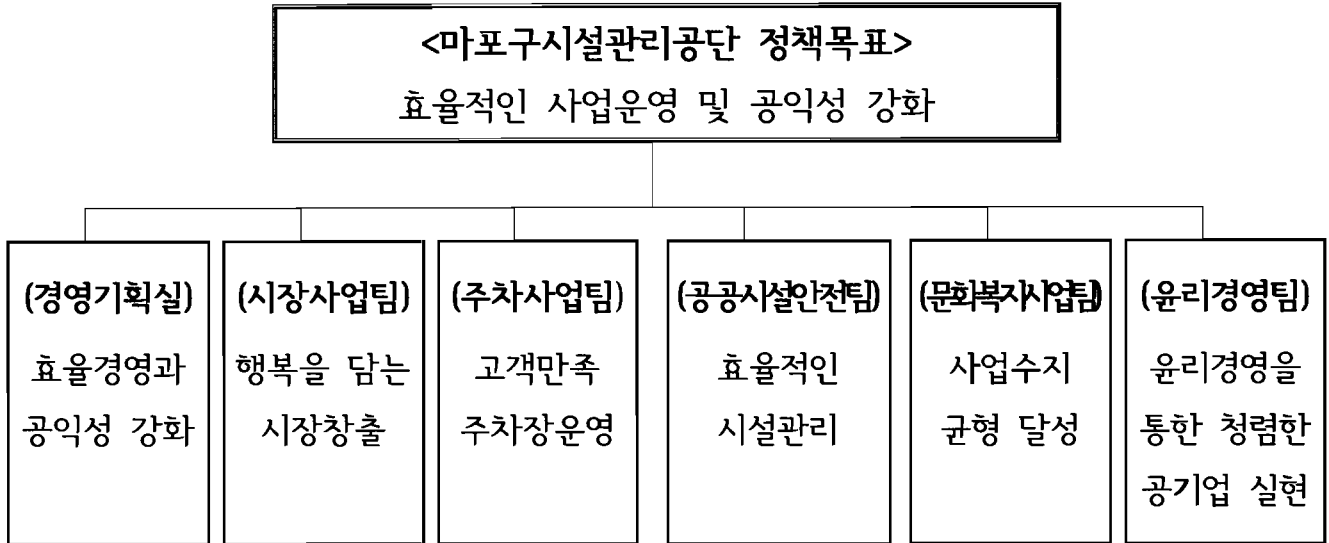 <마포구시설관리공단 정책목표>
효율적인 사업운영 및 공익성 강화
(경영기획실)
효율경영과
공익성 강화
(시장사업팀)
행복을 담는
시장창출
(주차사업팀)
고객만족
주차장운영
(공공시설안전팀)
효율적인
시설관리
(문화복지사업팀)
사업수지
균형 달성
(윤리경영팀)
윤리경영을
통한 청렴한
공기업 실현